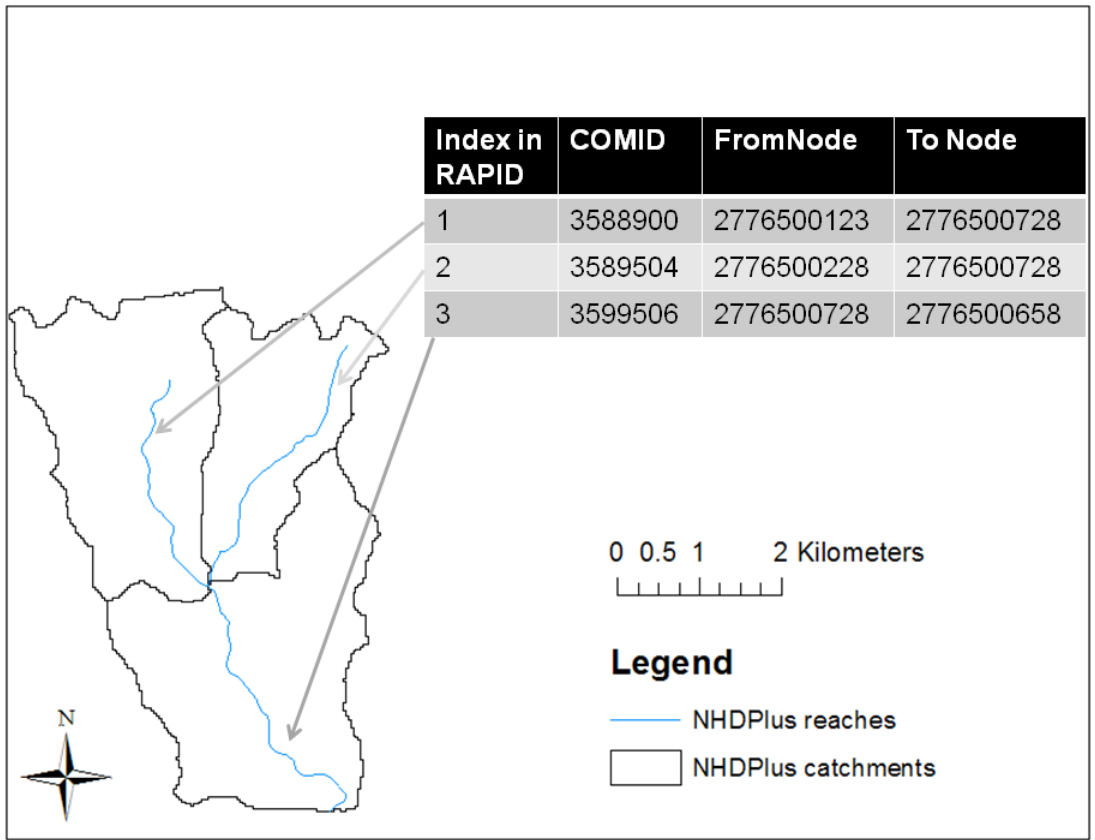 Index in RAPID COMID FromNode To Node
1 3588900 2776500123 2776500728
2 3589504 2776500228 2776500728
3 3599506 2776500728 2776500658
0 0.5 1 2 Kilometers
Legend
NHDPlus reaches
NHDPlus catchments
N